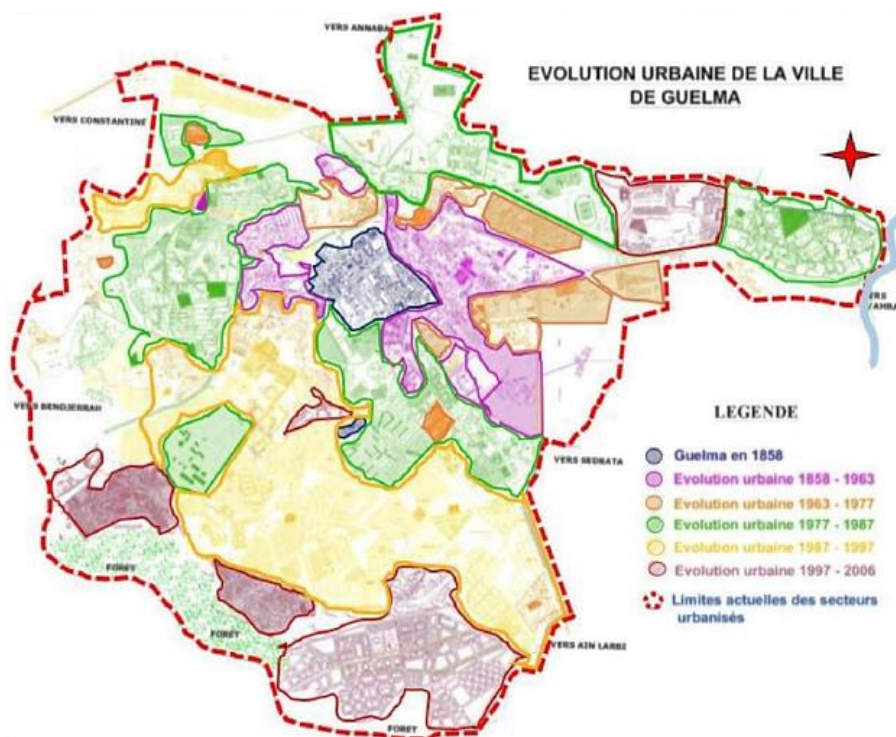 VERS ANNABA
EVOLUTION URBAINE DE LA VILLE
DE GUELMA
VERS CONSTANTINE
VERS
VERS BENDJERRAH
LEGENDE
Guelma en 1858
VERS SEDRATA
Evolution urbaine 1858 - 1963
Evolution urbaine 1963 - 1977
Evolution urbaine 1977 - 1987
Evolution urbaine 1987 - 1997
FORET
Evolution urbaine 1997 - 2006
Limites actuelles des secteurs
urbanisés
FORET
VERS AIN LARBI
FORET